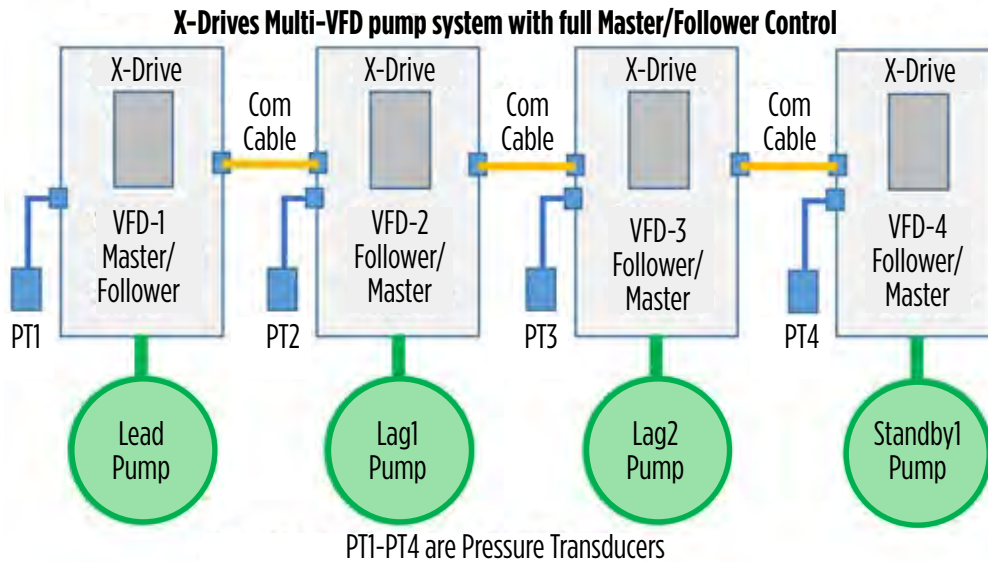 X-Drives Multi-VFD pump system with full Master/Follower Control
X-Drive
Com
Cable
X-Drive
Com
Cable
X-Drive
Com
Cable
X-Drive
VFD-1
Master/
Follower
VFD-2
Follower/
Master
VFD-3
Follower/
Master
VFD-4
Follower/
Master
PT1
PT2
PT3
PT4
Lead
Pump
Lag1
Pump
Lag2
Pump
Standby1
Pump
PT1-PT4 are Pressure Transducers